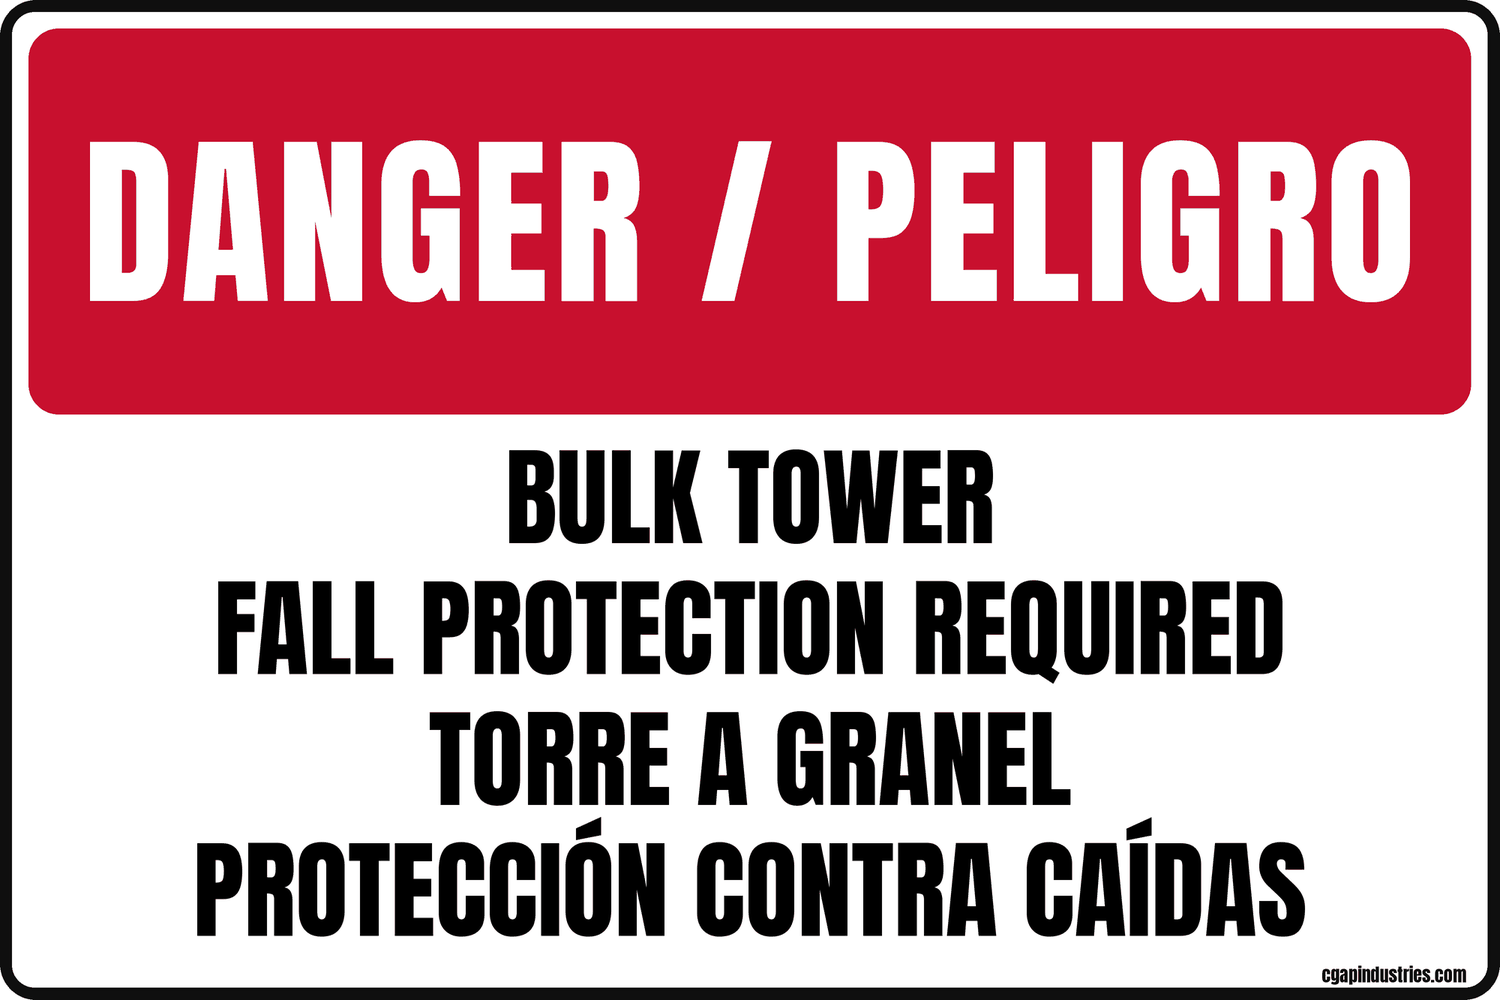 DANGER / PELIGRO
BULK TOWER
FALL PROTECTION REQUIRED
TORRE A GRANEL
PROTECCIÓN CONTRA CAÍDAS
cgapindustries.com